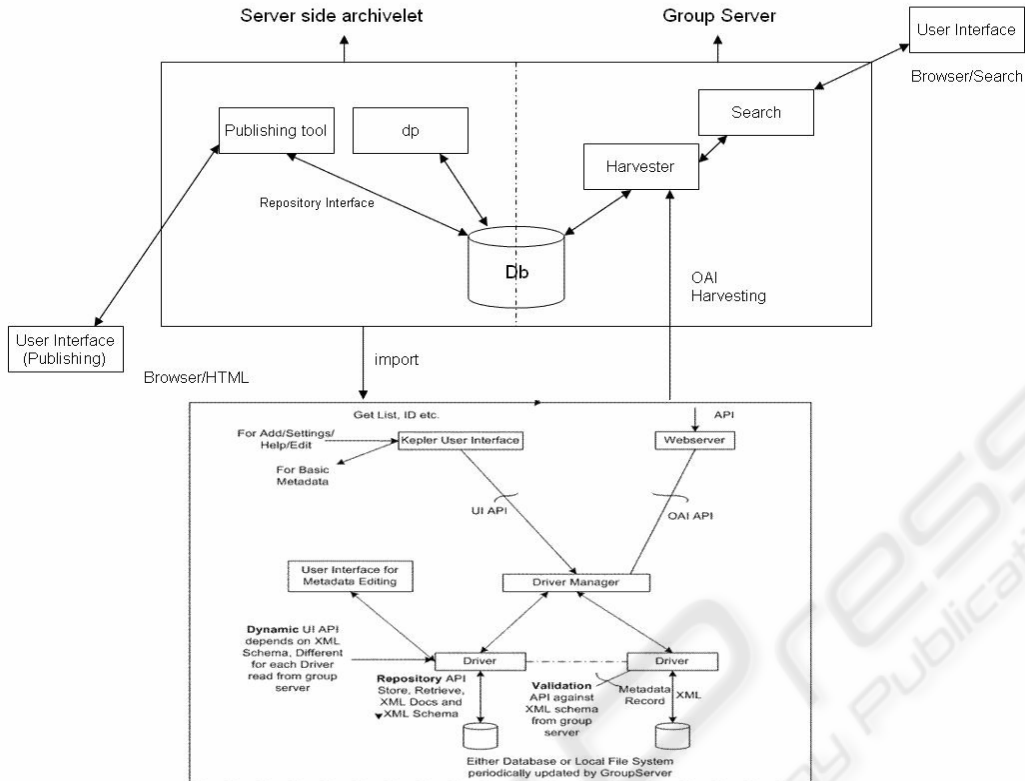 Server side archivelet
Group Server
User Interface
Browser/Search
Publishing tool
dp
Search
Harvester
Repository Interface
Db
OAI
Harvesting
User Interface
(Publishing)
Browser/HTML
import
Get List, ID etc.
API
For Add/Settings/
Help/Edit
Kepler User Interface
Webserver
For Basic
Metadata
UI API
OAI API
User Interface for
Metadata Editing
Driver Manager
Dynamic UI API
depends on XML
Schema, Different
for each Driver
read from group
server
Driver
Driver
Repository API
Store, Retrieve,
XML Docs and
XML Schema
Validation
API against
XML schema
from group
server
Metadata
Record
XML
Either Database or Local File System
periodically updated by GroupServer